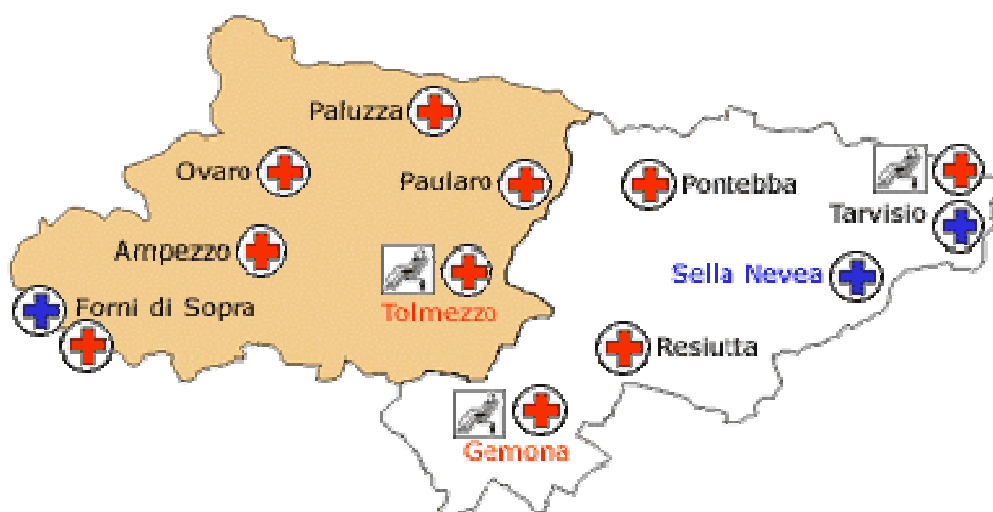 Paluzza
Ovaro
Paularo
Pontebba
Tarvisio
Ampezzo
Sella Nevea
Forni di Sopra
Tolmezzo
Resiutta
Gemona